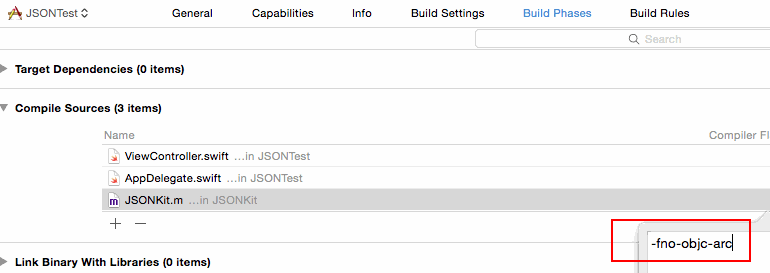 JSONTest General Capabilities Info Build Settings Build Phases Build Rules
Search
Target Dependencies (0 items)
Compile Sources (3 items)
Name Compiler Fl
ViewController.swift ...in JSONTest
AppDelegate.swift ...in JSONTest
m JSONKit.m ...in JSONKit
-fno-objc-arc
Link Binary With Libraries (0 items)